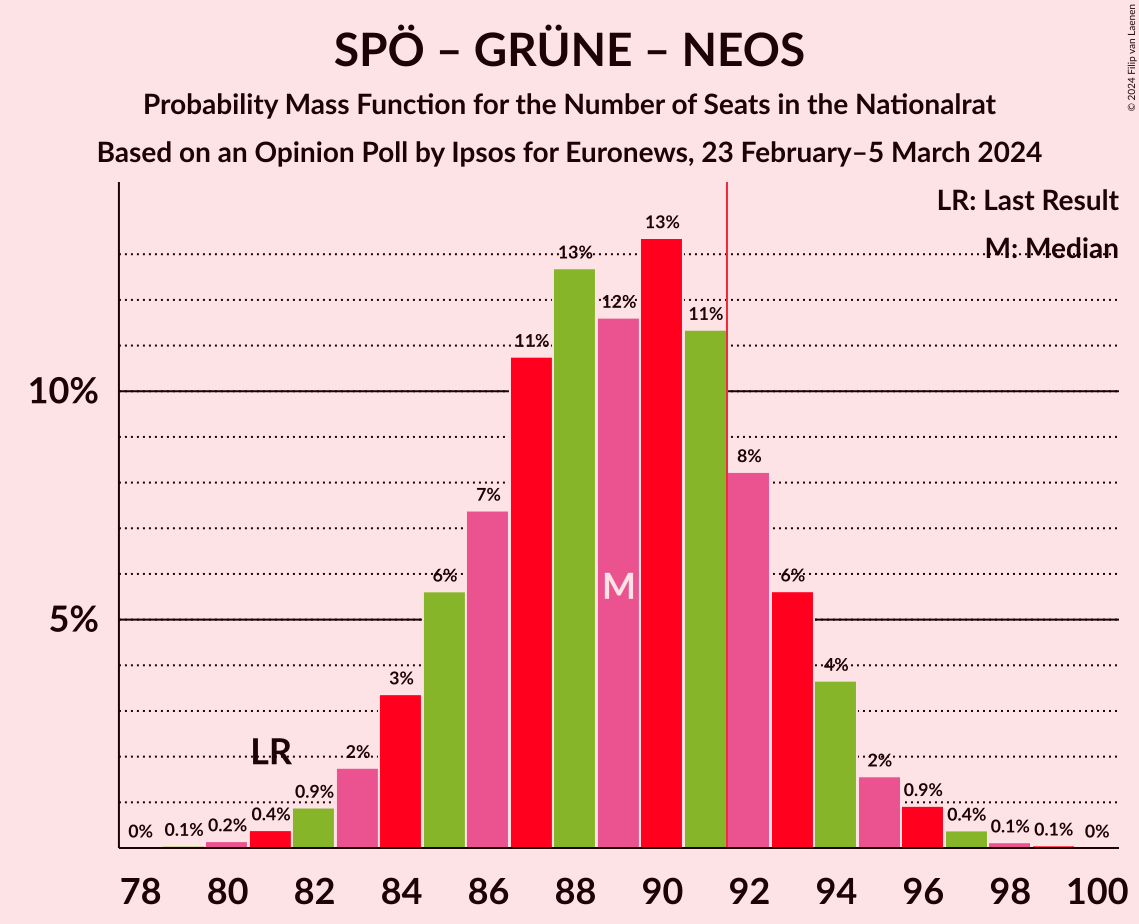 SPÖ – GRÜNE – NEOS
Probability Mass Function for the Number of Seats in the Nationalrat
Based on an Opinion Poll by Ipsos for Euronews, 23 February–5 March 2024
© 2024 Filip van Laenen
LR: Last Result
M: Median
10%
5%
0%
0.1%
0.2%
0.4%
0.9%
2%
3%
6%
7%
11%
13%
12%
13%
11%
8%
6%
4%
2%
0.9%
0.4%
0.1%
0.1%
0%
LR
M
78 80 82 84 86 88 90 92 94 96 98 100